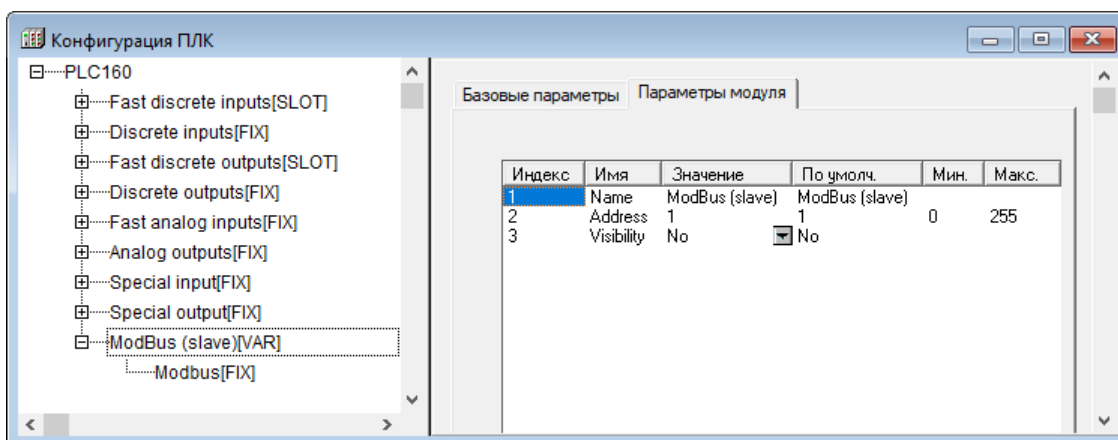 Конфигурация ПЛК
PLC160
Fast discrete inputs[SLOT]
Discrete inputs[FIX]
Fast discrete outputs[SLOT]
Discrete outputs[FIX]
Fast analog inputs[FIX]
Analog outputs[FIX]
Special input[FIX]
Special output[FIX]
ModBus (slave)[VAR]
Modbus[FIX]
Базовые параметры Параметры модуля
Индекс Имя Значение По умолч. Мин. Макс.
1 Name ModBus (slave) ModBus (slave)
2 Address 1 1 0 255
3 Visibility No No